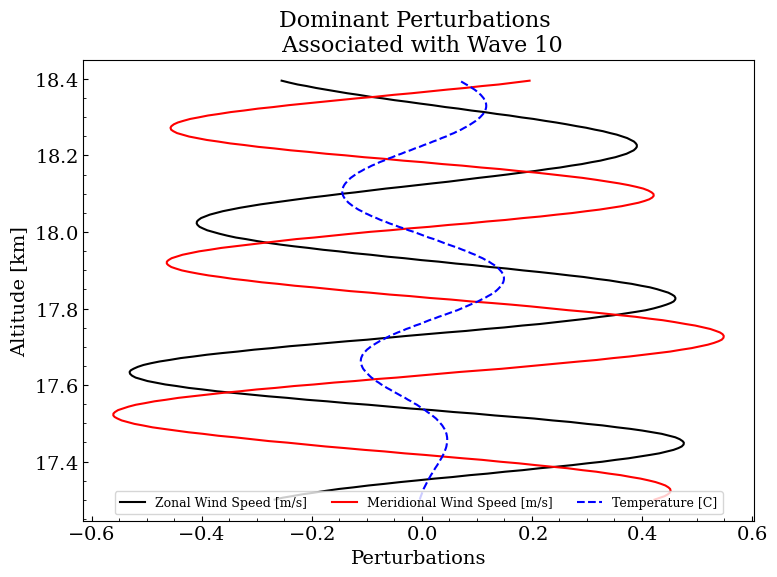 Dominant Perturbations
Associated with Wave 10
18.4
18.2
18.0
17.8
17.6
17.4
Altitude [km]
Zonal Wind Speed [m/s] Meridional Wind Speed [m/s] Temperature [C]
−0.6 −0.4 −0.2 0.0 0.2 0.4 0.6
Perturbations